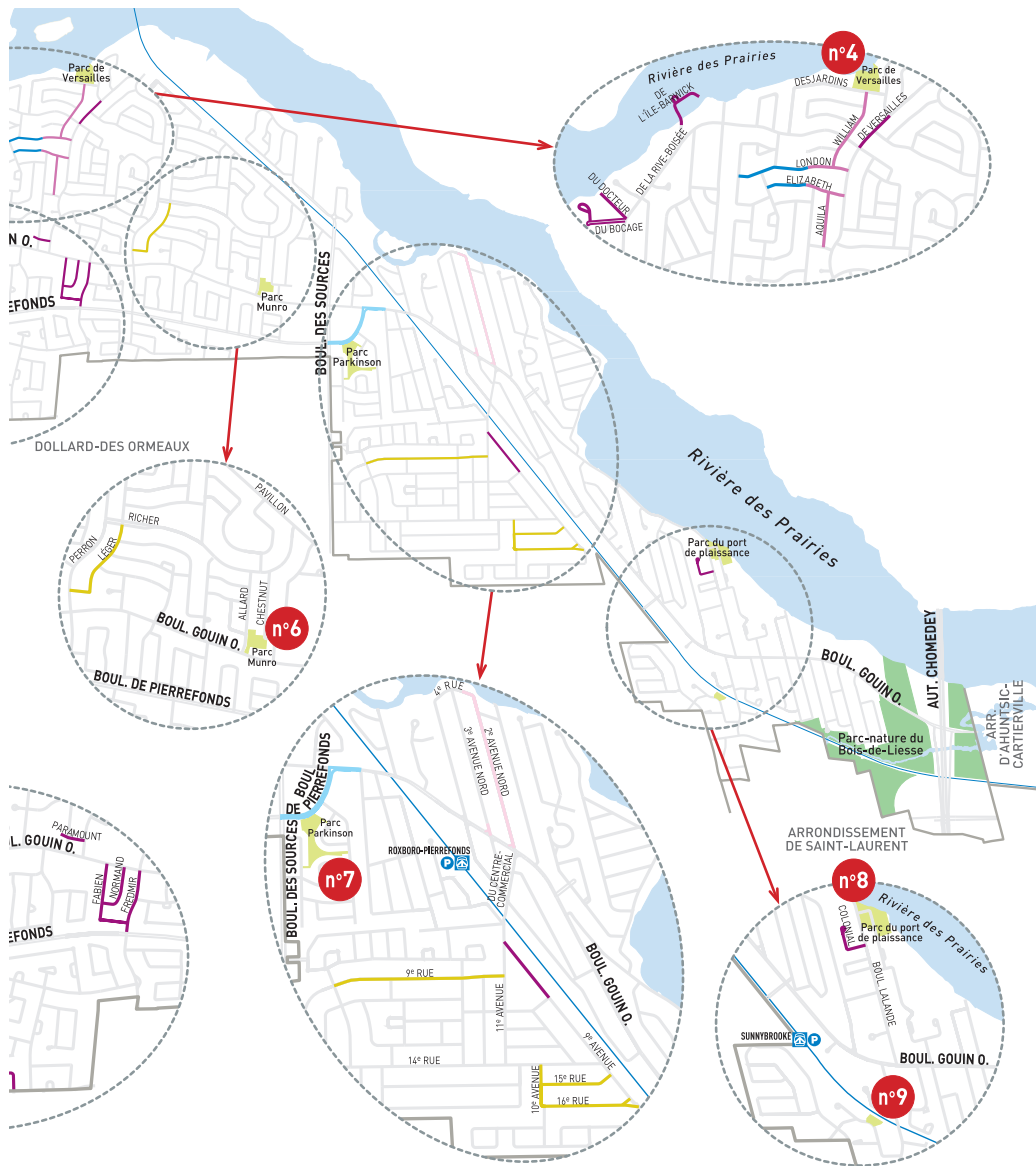 Parc de
Versailles
IN O.
EFONDS
Parc
Munro
BOUL. DES SOURCES
Parc
Parkinson
DOLLARD-DES ORMEAUX
Rivière des Prairies
n°4
Parc de
Versailles
DESJARDINS
DE
L'ÎLE-BARWICK
DE LA RIVE-BOISÉE
WILLIAM
DE VERSAILLES
LONDON
ELIZABETH
AQUILA
DU DOCTEUR
DU BOCAGE
Rivière des Prairies
Parc du port
de plaissance
BOUL. GOUIN O.
AUT. CHOMEDEY
ARR.
D'AHUNTSIC-
CARTIERVILLE
Parc-nature du
Bois-de-Liesse
ARRONDISSEMENT
DE SAINT-LAURENT
PAVILLON
RICHER
PERRON
LÉGER
ALLARD
CHESTNUT
n°6
BOUL. GOUIN O.
Parc
Munro
BOUL. DE PIERREFONDS
4e RUE
3e AVENUE NORD
2e AVENUE NORD
BOUL. DES SOURCES
BOUL. DE
PIERREFONDS
Parc
Parkinson
n°7
ROXBORO-PIERREFONDS
P
DU CENTRE-
COMMERCIAL
BOUL. GOUIN O.
9e RUE
11e AVENUE
9e AVENUE
14e RUE
10e AVENUE
15e RUE
16e RUE
PARAMOUNT
L. GOUIN O.
FABIEN
NORMAND
FREDMIR
EFONDS
n°8
Rivière des Prairies
COLONIAL
Parc du port
de plaissance
BOUL. LALANDE
SUNNYBROOKE
P
BOUL. GOUIN O.
n°9